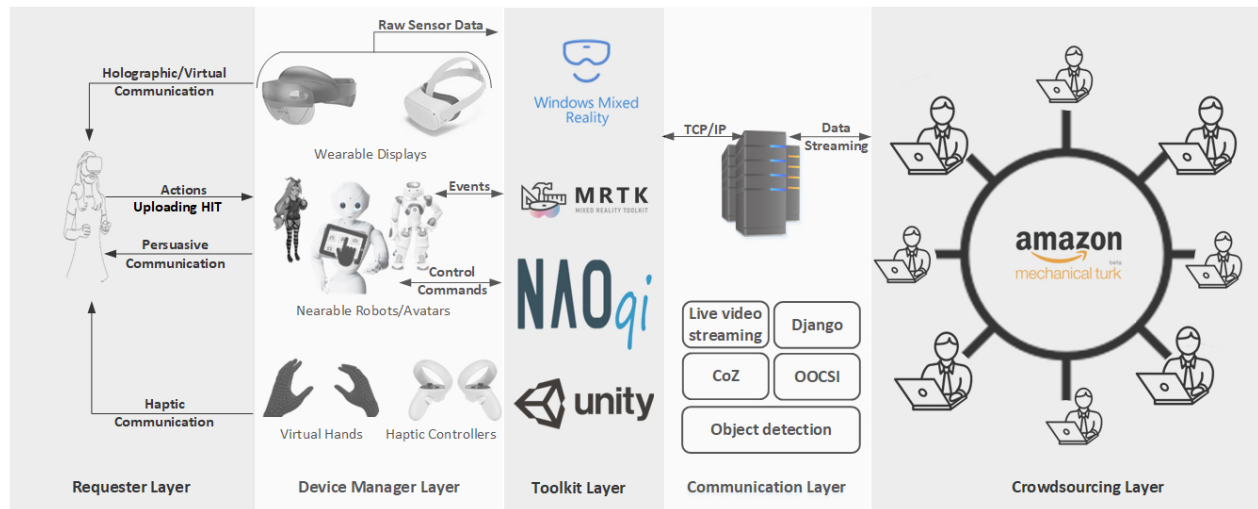 Raw Sensor Data
Holographic/Virtual
Communication
Wearable Displays
Actions
Uploading HIT
Persuasive
Communication
Events
Control
Commands
Nearable Robots/Avatars
Haptic
Communication
Virtual Hands
Haptic Controllers
Windows Mixed
Reality
MRTK
MIXED REALITY TOOLKIT
NAOqi
unity
TCP/IP
Data
Streaming
Live video
streaming
Django
CoZ
OOCSI
Object detection
amazon
beta
mechanical turk
Requester Layer
Device Manager Layer
Toolkit Layer
Communication Layer
Crowdsourcing Layer